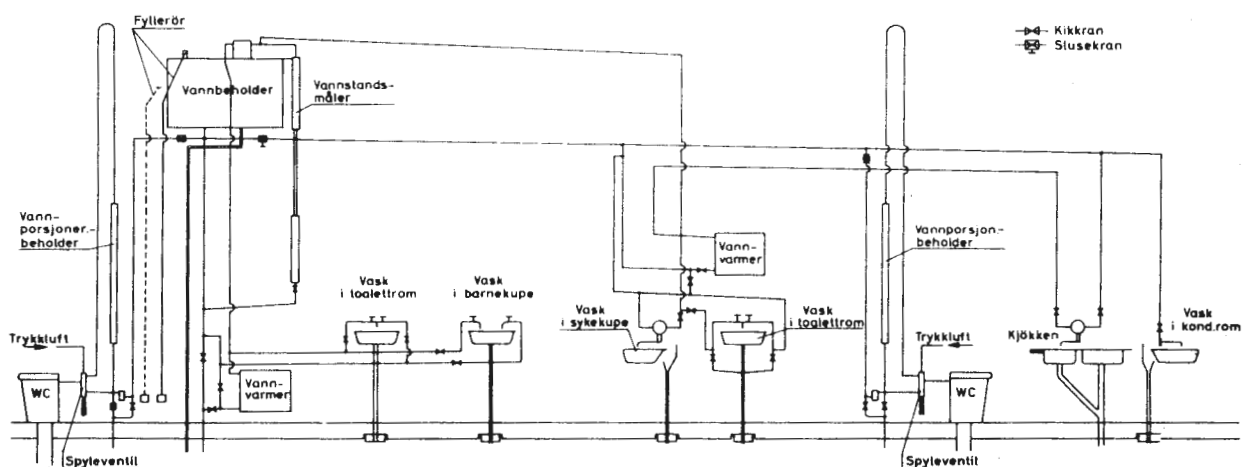 Fyllerör
Kikkran
Slusekran
Vannbeholder
Vannstands-
måler
Vann-
porsjoner.-
beholder
Vannporsjon.-
beholder
Vann-
varmer
Vask
i toalettrom
Vask
i barnekupe
Vask
i sykekupe
Vask
i toalettrom
Vask
i kond.rom
Trykkluft
Trykkluft
Kjökken
WC
Vann-
varmer
WC
Spyleventil
Spyleventil